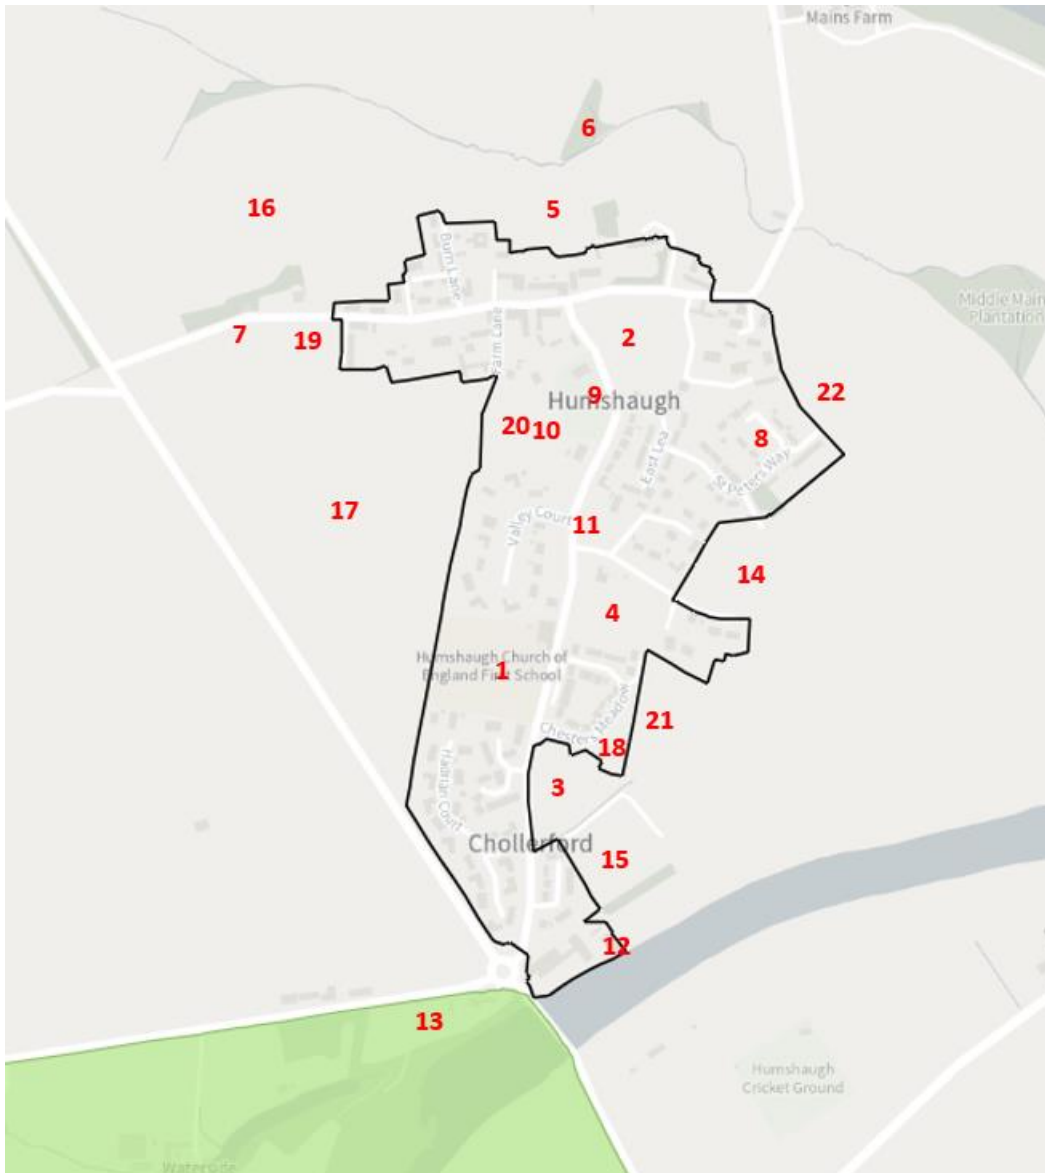 Mains Farm
6
16
5
Burn Lane
Middle Main
Plantation
7
19
Farm Lane
2
22
9
Humshaugh
20
10
East Lea
8
St Peters Way
17
Valley Court
11
14
4
Humshaugh Church of
England First School
1
21
Chesters Meadow
18
3
Hadrian Court
Chollerford
15
12
13
Humshaugh
Cricket Ground
Waterside